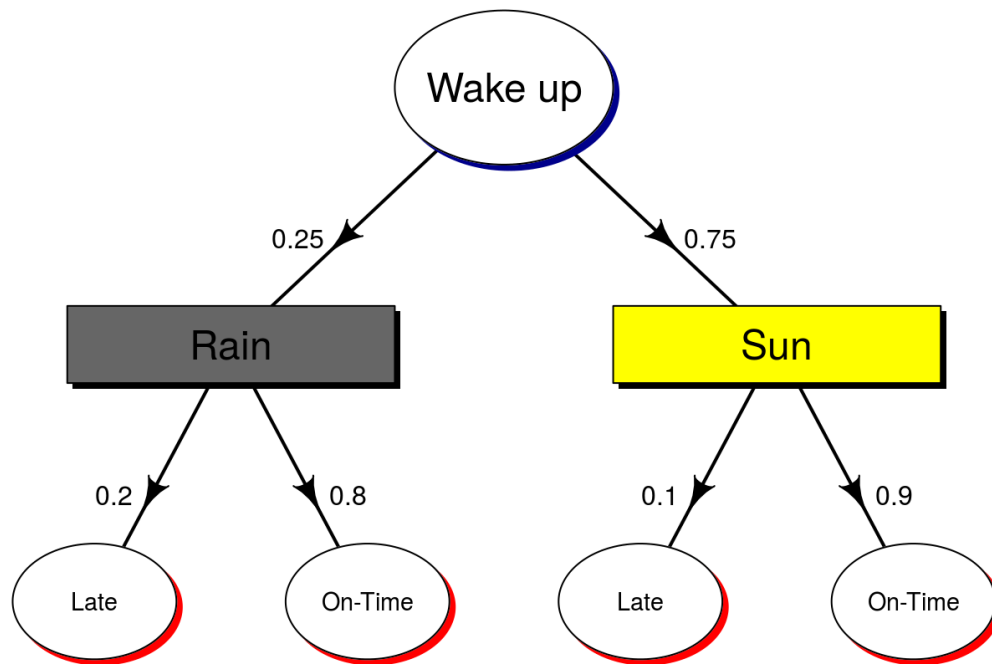 Wake up
0.25
0.75
Rain
Sun
0.2
0.8
0.1
0.9
Late
On-Time
Late
On-Time